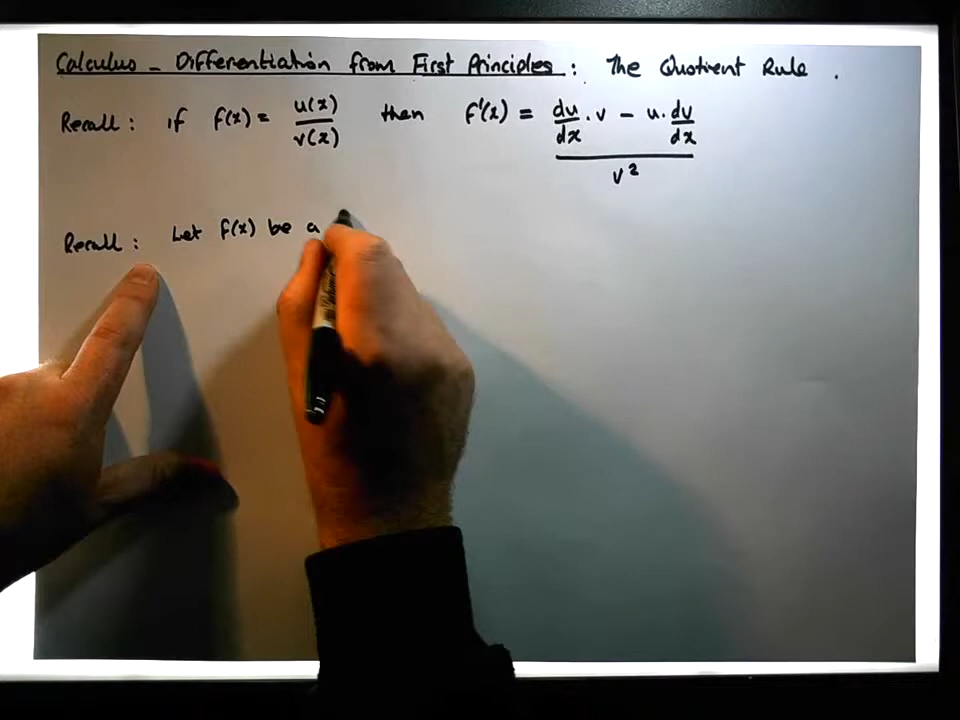 Calculus - Differentiation from First Principles: The Quotient Rule.
Recall: if f(x) = u(x)/v(x) then f'(x) = (du/dx . v - u . dv/dx)/v²
Recall: Let f(x) be a